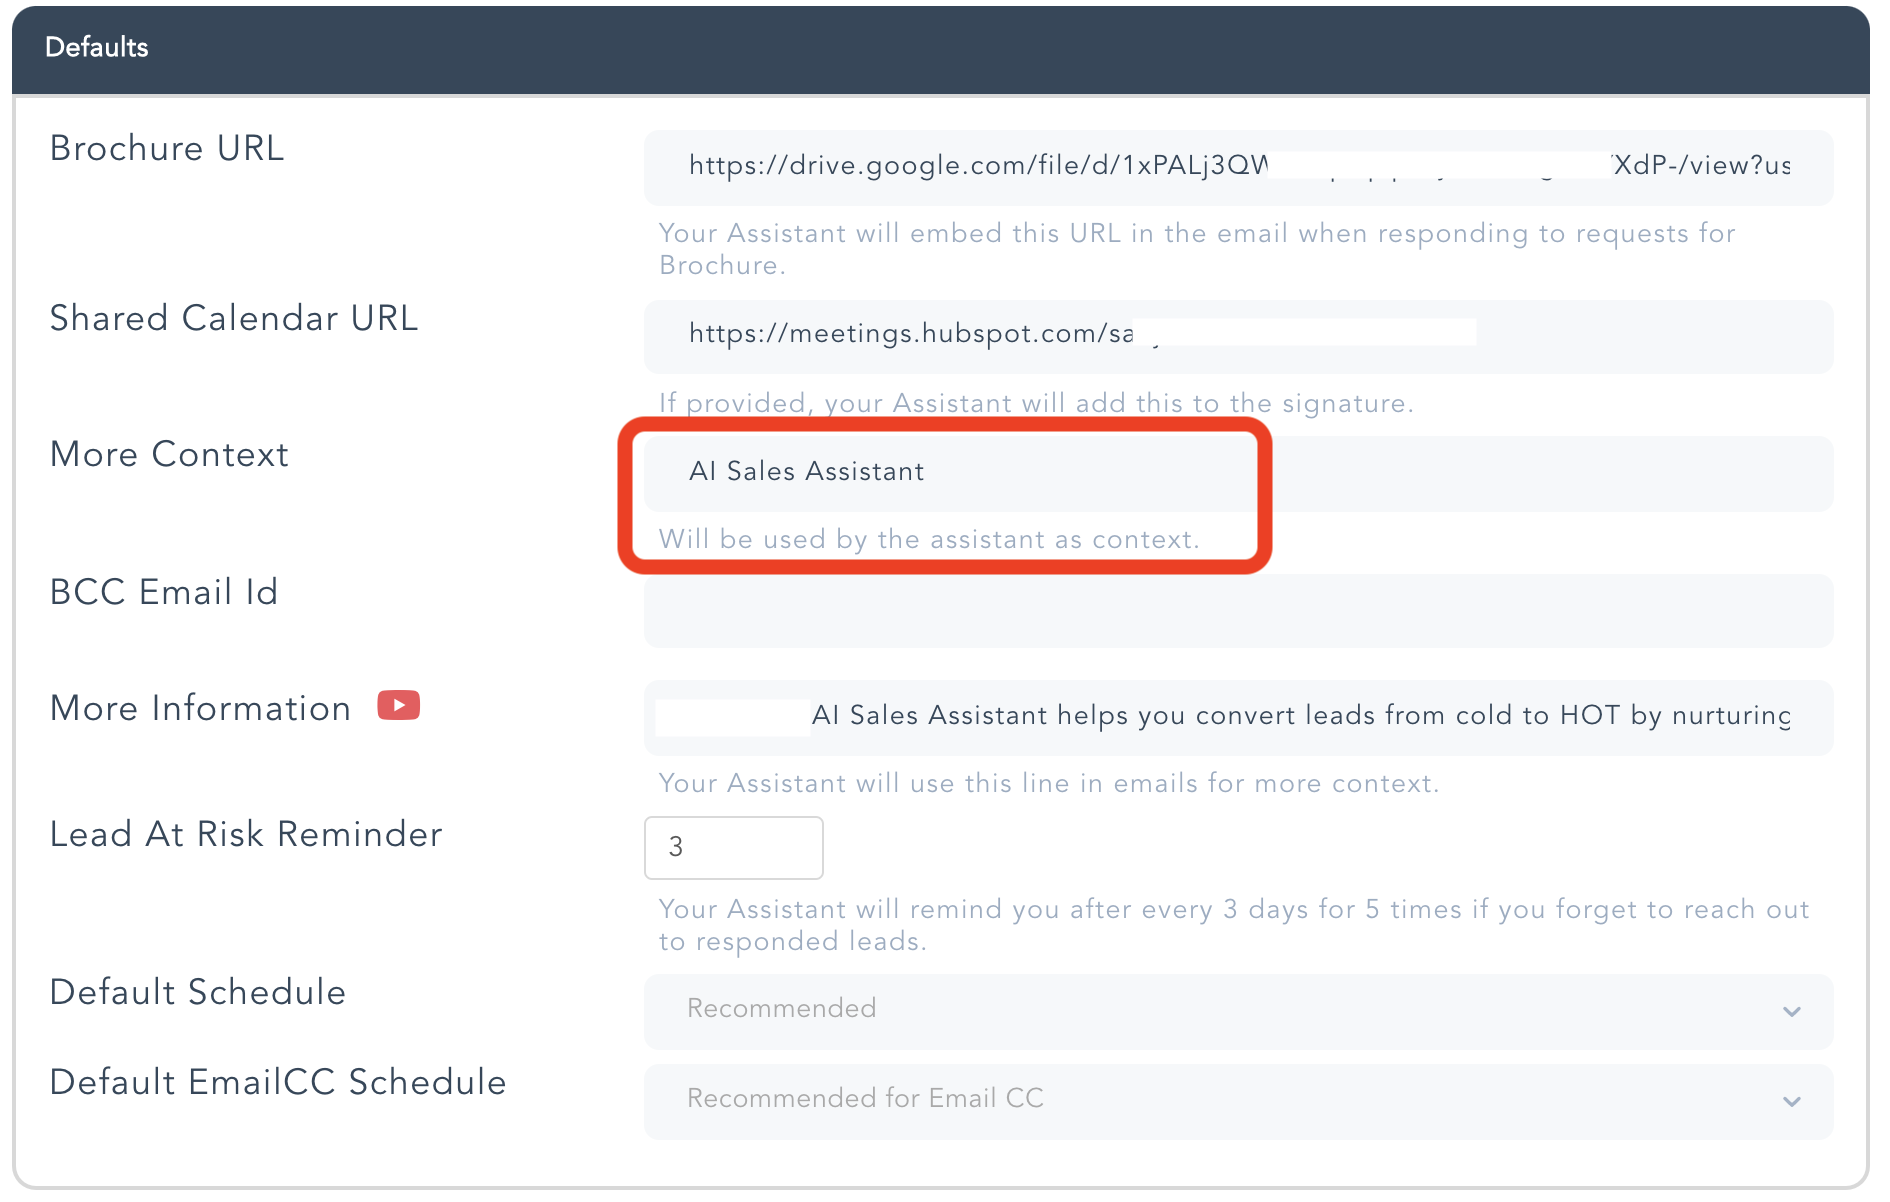 Defaults
Brochure URL
https://drive.google.com/file/d/1xPALj3QW XdP-/view?us
Your Assistant will embed this URL in the email when responding to requests for
Brochure.
Shared Calendar URL
https://meetings.hubspot.com/sa
If provided, your Assistant will add this to the signature.
More Context
AI Sales Assistant
Will be used by the assistant as context.
BCC Email Id
More Information
AI Sales Assistant helps you convert leads from cold to HOT by nurturing
Your Assistant will use this line in emails for more context.
Lead At Risk Reminder
3
Your Assistant will remind you after every 3 days for 5 times if you forget to reach out
to responded leads.
Default Schedule
Recommended
Default EmailCC Schedule
Recommended for Email CC